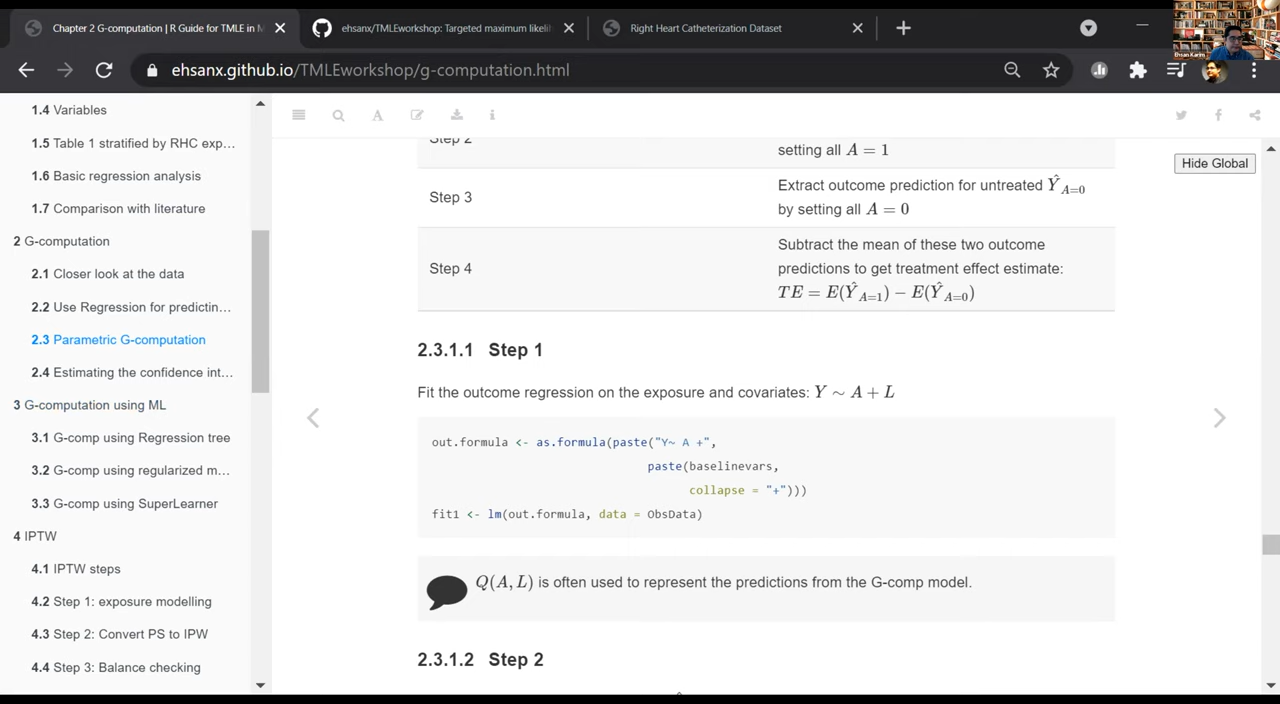 Chapter 2 G-computation | R Guide for TMLE in M
ehsanx/TMLEworkshop: Targeted maximum likeli
Right Heart Catheterization Dataset
ehsanx.github.io/TMLEworkshop/g-computation.html
Ehsan Karim
1.4 Variables
1.5 Table 1 stratified by RHC exp...
1.6 Basic regression analysis
1.7 Comparison with literature
2 G-computation
2.1 Closer look at the data
2.2 Use Regression for predictin...
2.3 Parametric G-computation
2.4 Estimating the confidence int...
3 G-computation using ML
3.1 G-comp using Regression tree
3.2 G-comp using regularized m...
3.3 G-comp using SuperLearner
4 IPTW
4.1 IPTW steps
4.2 Step 1: exposure modelling
4.3 Step 2: Convert PS to IPW
4.4 Step 3: Balance checking
Hide Global
Step 2
setting all A = 1
Step 3
Extract outcome prediction for untreated Ŷ_{A=0}
by setting all A = 0
Step 4
Subtract the mean of these two outcome
predictions to get treatment effect estimate:
TE = E(Ŷ_{A=1}) − E(Ŷ_{A=0})
2.3.1.1 Step 1
Fit the outcome regression on the exposure and covariates: Y ∼ A + L
out.formula <- as.formula(paste("Y~ A +",
paste(baselinevars,
collapse = "+")))
fit1 <- lm(out.formula, data = ObsData)
Q(A, L) is often used to represent the predictions from the G-comp model.
2.3.1.2 Step 2